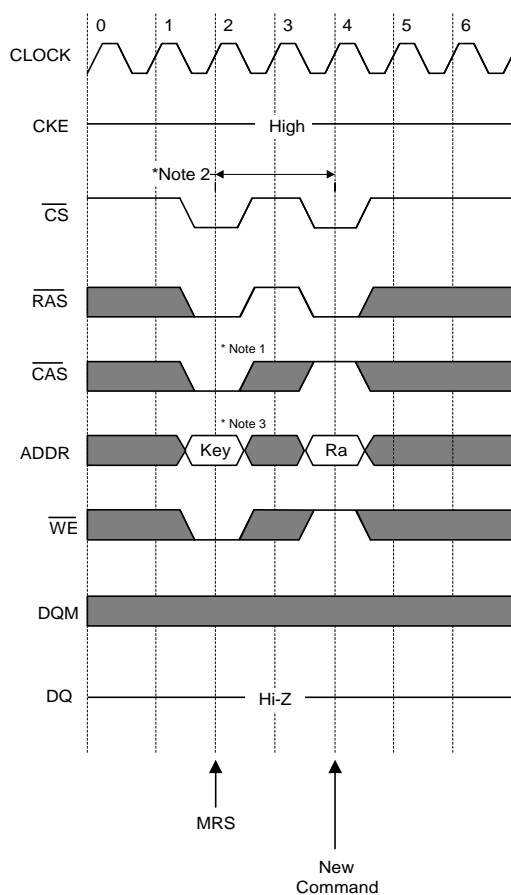 0 1 2 3 4 5 6
CLOCK
CKE
High
*Note 2
CS
RAS
* Note 1
CAS
* Note 3
ADDR
Key
Ra
WE
DQM
DQ
Hi-Z
MRS
New
Command